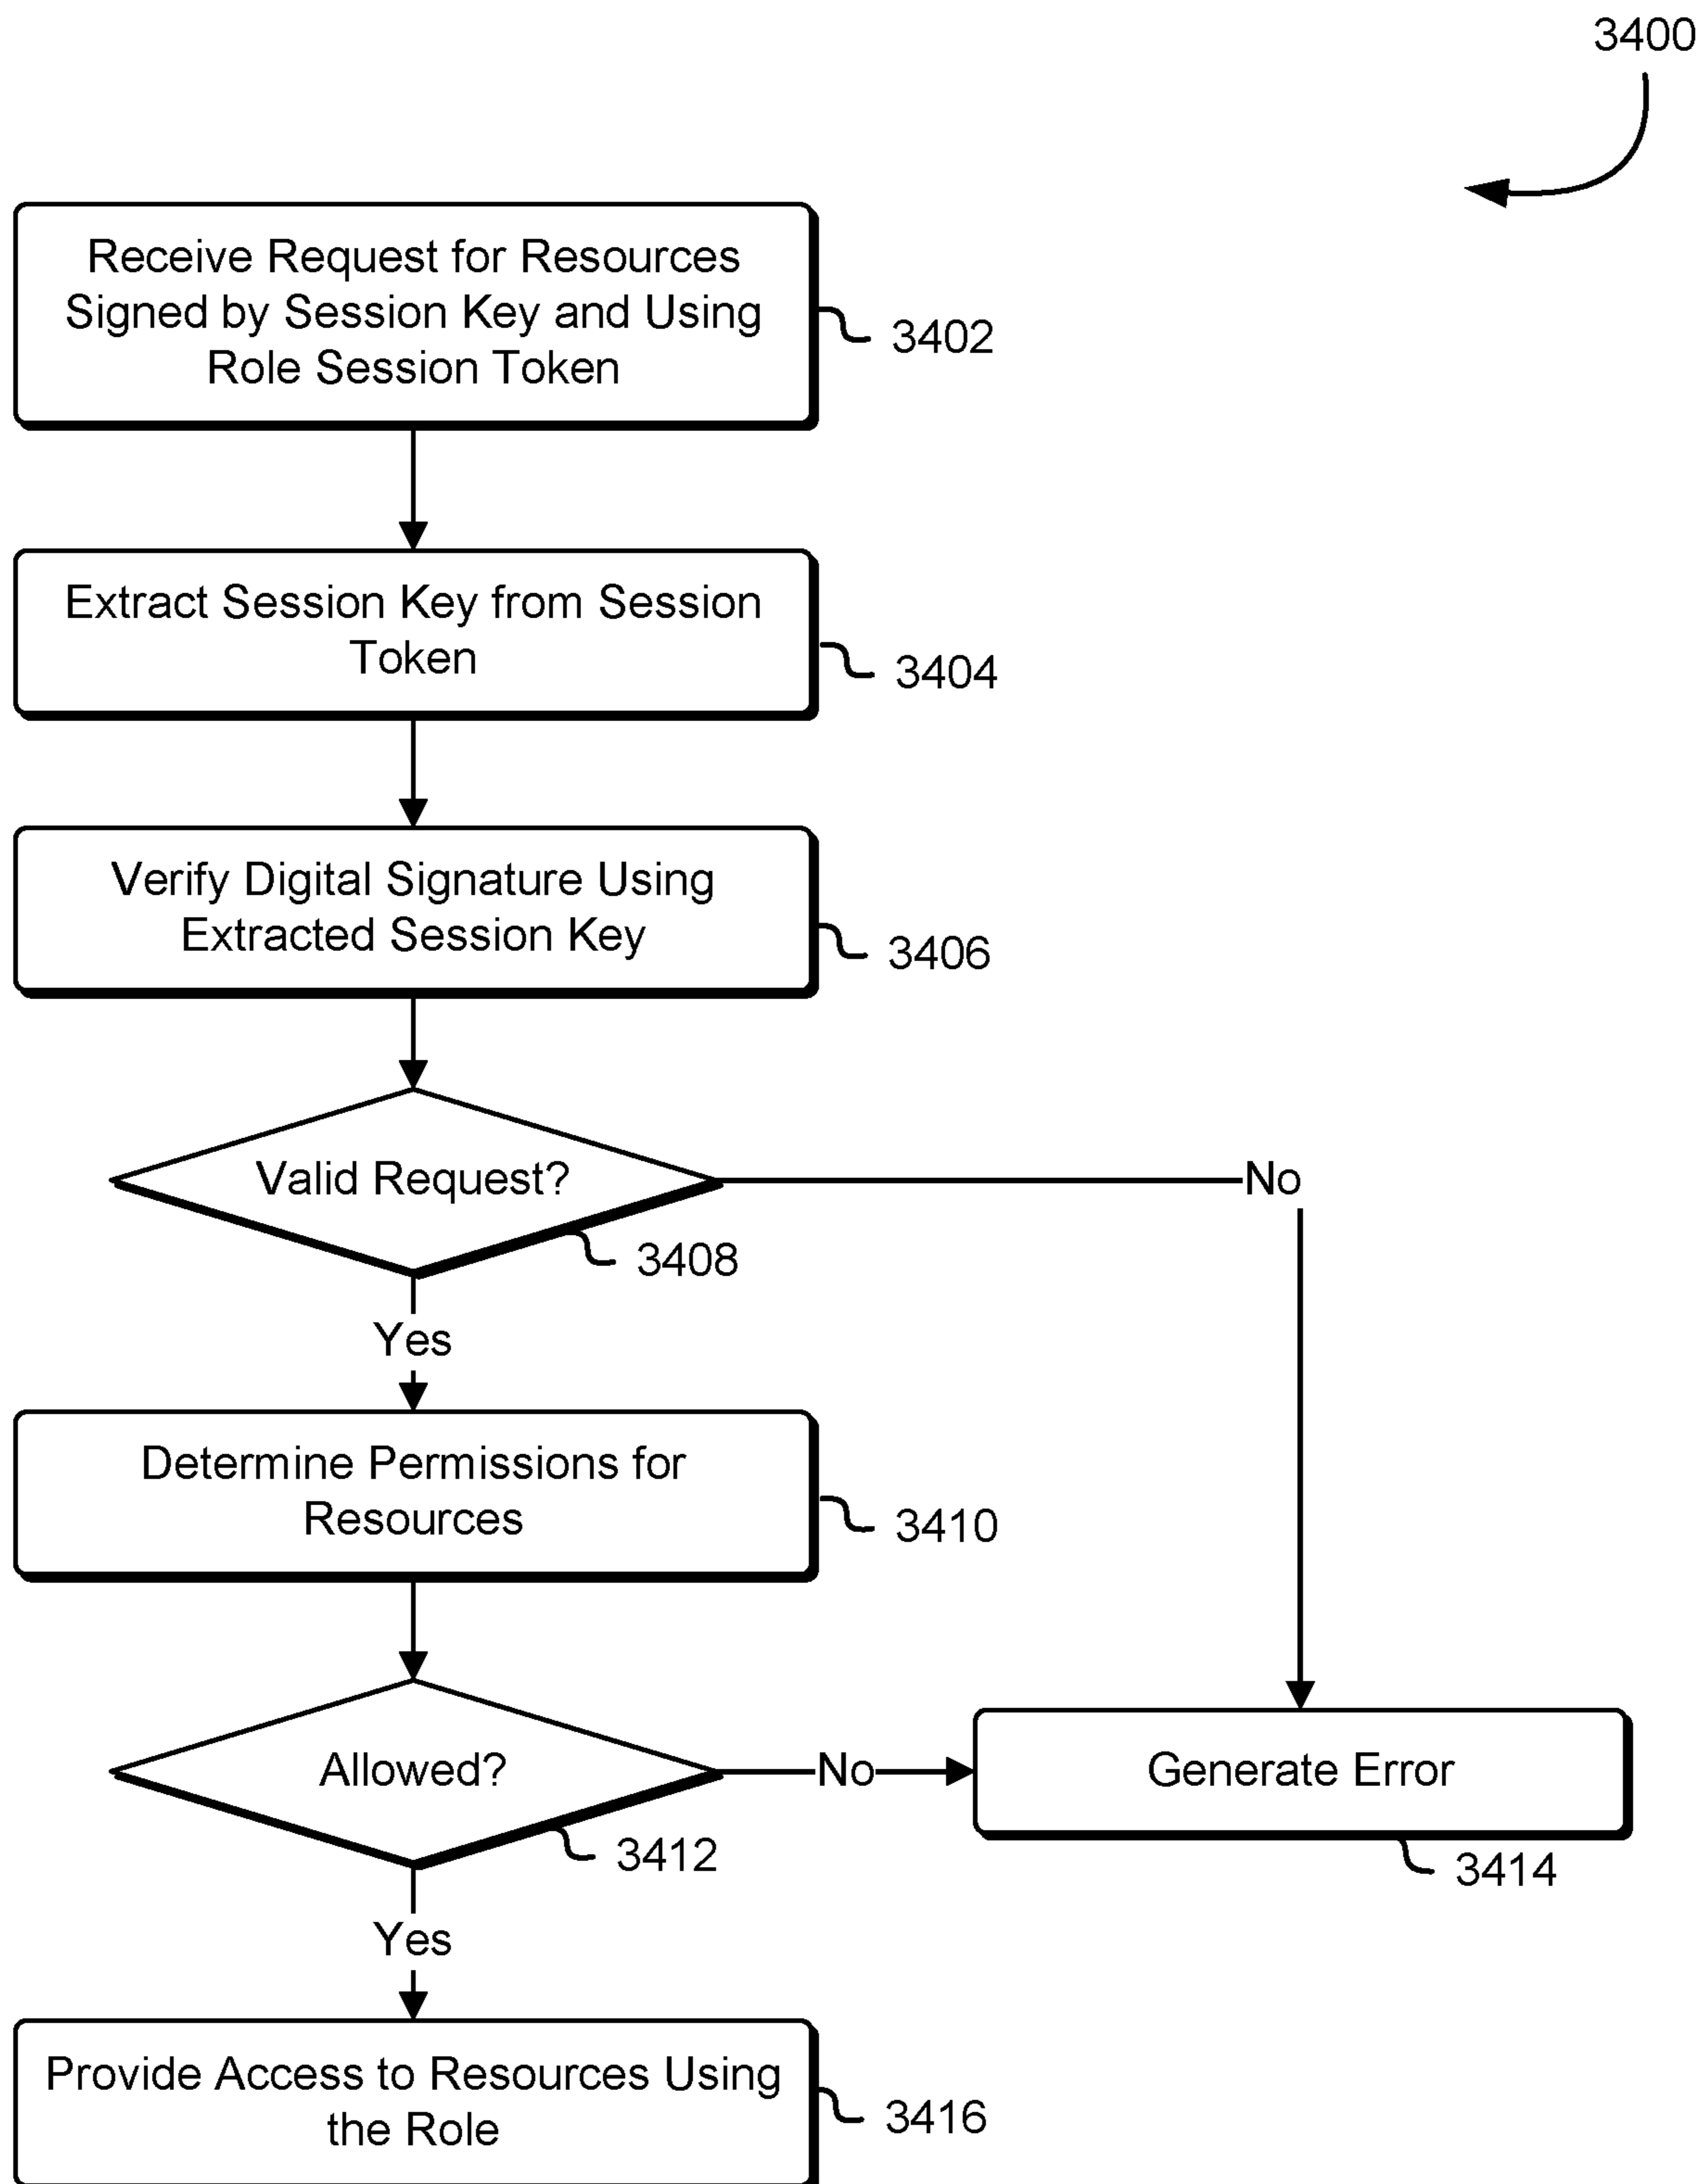 3400
Receive Request for Resources
Signed by Session Key and Using
Role Session Token
3402
Extract Session Key from Session
Token
3404
Verify Digital Signature Using
Extracted Session Key
3406
Valid Request?
No
3408
Yes
Determine Permissions for
Resources
3410
Allowed?
No
Generate Error
3412
3414
Yes
Provide Access to Resources Using
the Role
3416